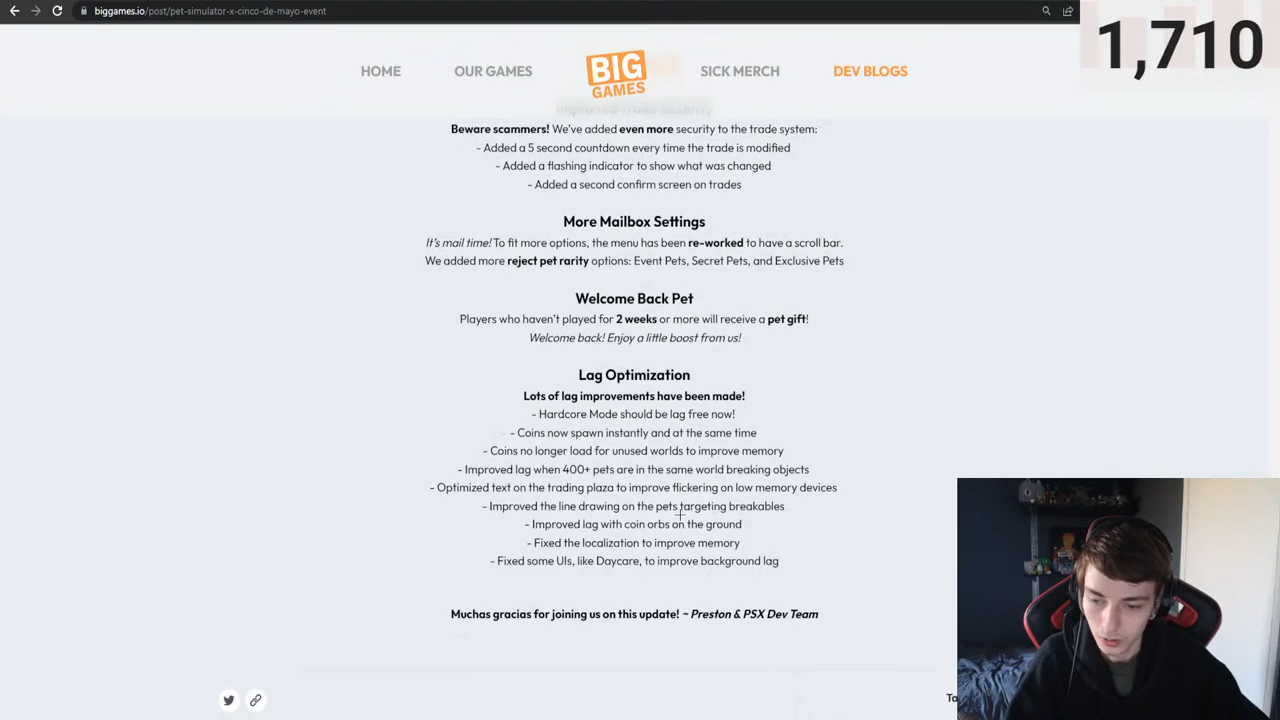 biggames.io/post/pet-simulator-x-cinco-de-mayo-event
1,710
HOME
OUR GAMES
BIG
GAMES
SICK MERCH
DEV BLOGS
Improved Trade Security
Beware scammers! We've added even more security to the trade system:
- Added a 5 second countdown every time the trade is modified
- Added a flashing indicator to show what was changed
- Added a second confirm screen on trades
More Mailbox Settings
It's mail time! To fit more options, the menu has been re-worked to have a scroll bar.
We added more reject pet rarity options: Event Pets, Secret Pets, and Exclusive Pets
Welcome Back Pet
Players who haven't played for 2 weeks or more will receive a pet gift!
Welcome back! Enjoy a little boost from us!
Lag Optimization
Lots of lag improvements have been made!
- Hardcore Mode should be lag free now!
- Coins now spawn instantly and at the same time
- Coins no longer load for unused worlds to improve memory
- Improved lag when 400+ pets are in the same world breaking objects
- Optimized text on the trading plaza to improve flickering on low memory devices
- Improved the line drawing on the pets targeting breakables
- Improved lag with coin orbs on the ground
- Fixed the localization to improve memory
- Fixed some UIs, like Daycare, to improve background lag
Muchas gracias for joining us on this update! ~ Preston & PSX Dev Team